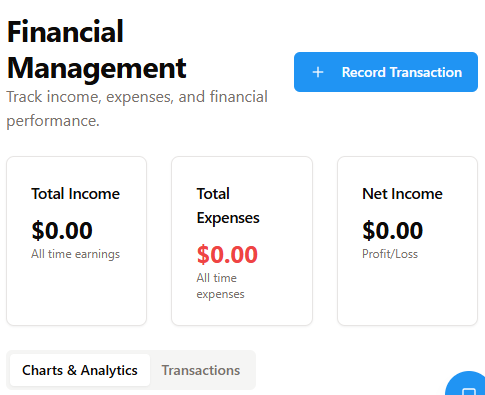 Financial
Management
Track income, expenses, and financial
performance.
Record Transaction
Total Income
$0.00
All time earnings
Total
Expenses
$0.00
All time
expenses
Net Income
$0.00
Profit/Loss
Charts & Analytics
Transactions